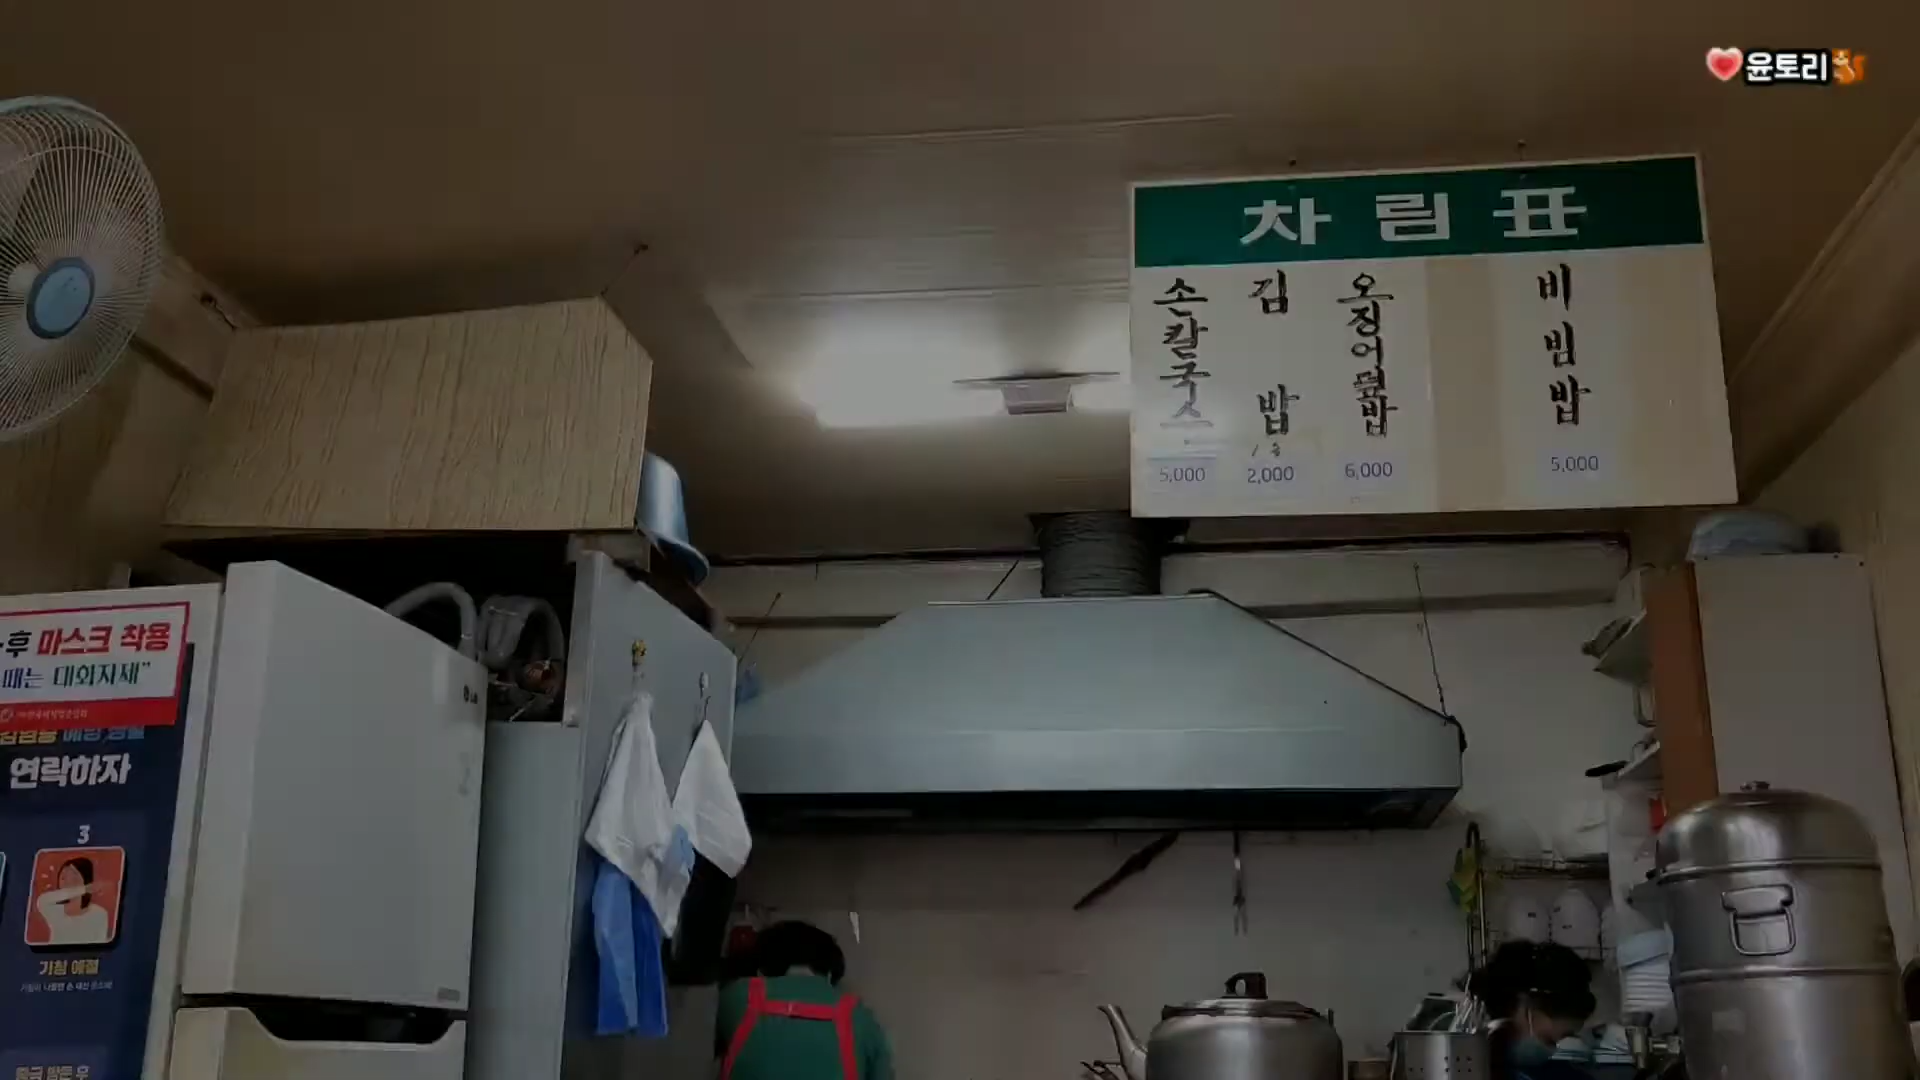 윤토리
차림표
손칼국수
5,000
김밥
2,000
오징어덮밥
6,000
비빔밥
5,000
후 마스크 착용
때는 대화자제”
연락하자
3
기침 예절